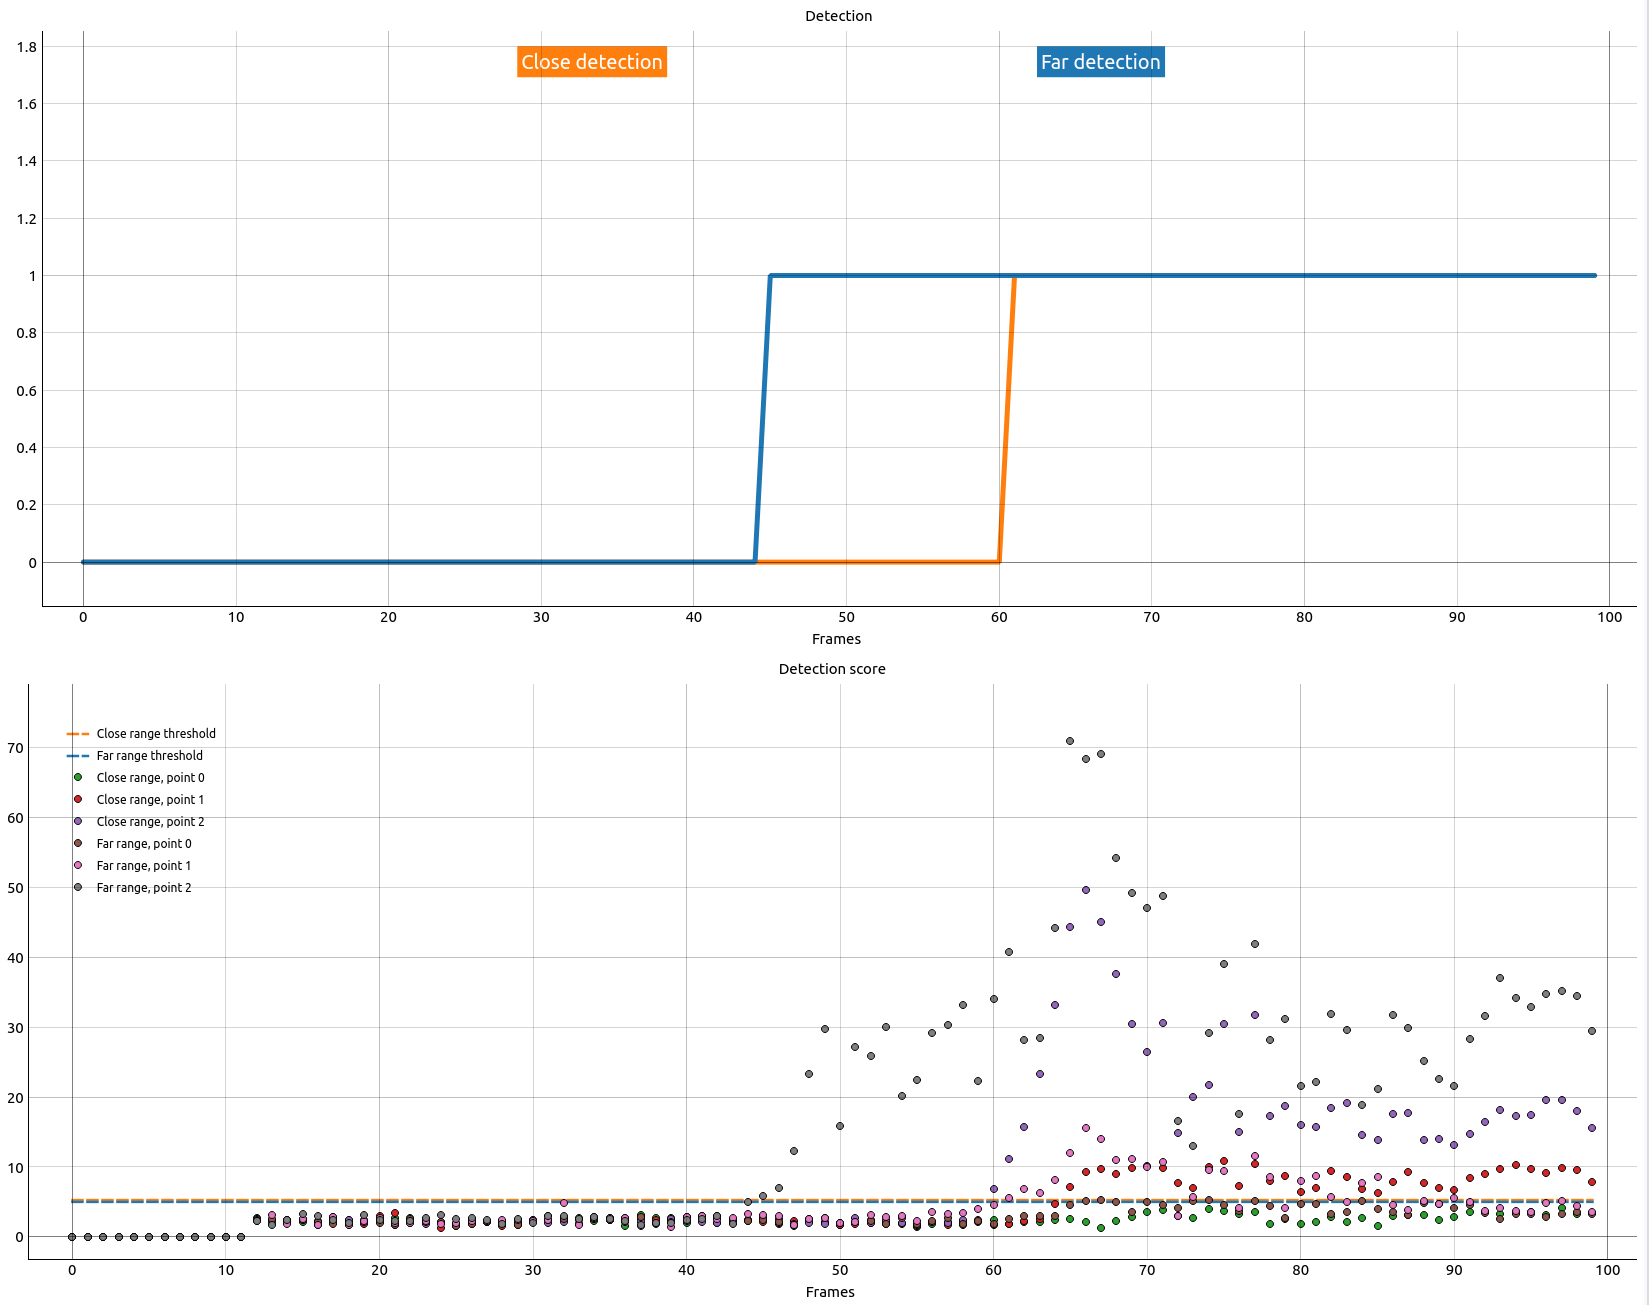 Detection
Close detection
Far detection
1.8
1.6
1.4
1.2
1
0.8
0.6
0.4
0.2
0
0 10 20 30 40 50 60 70 80 90 100
Frames
Detection score
Close range threshold
Far range threshold
Close range, point 0
Close range, point 1
Close range, point 2
Far range, point 0
Far range, point 1
Far range, point 2
70
60
50
40
30
20
10
0
0 10 20 30 40 50 60 70 80 90 100
Frames